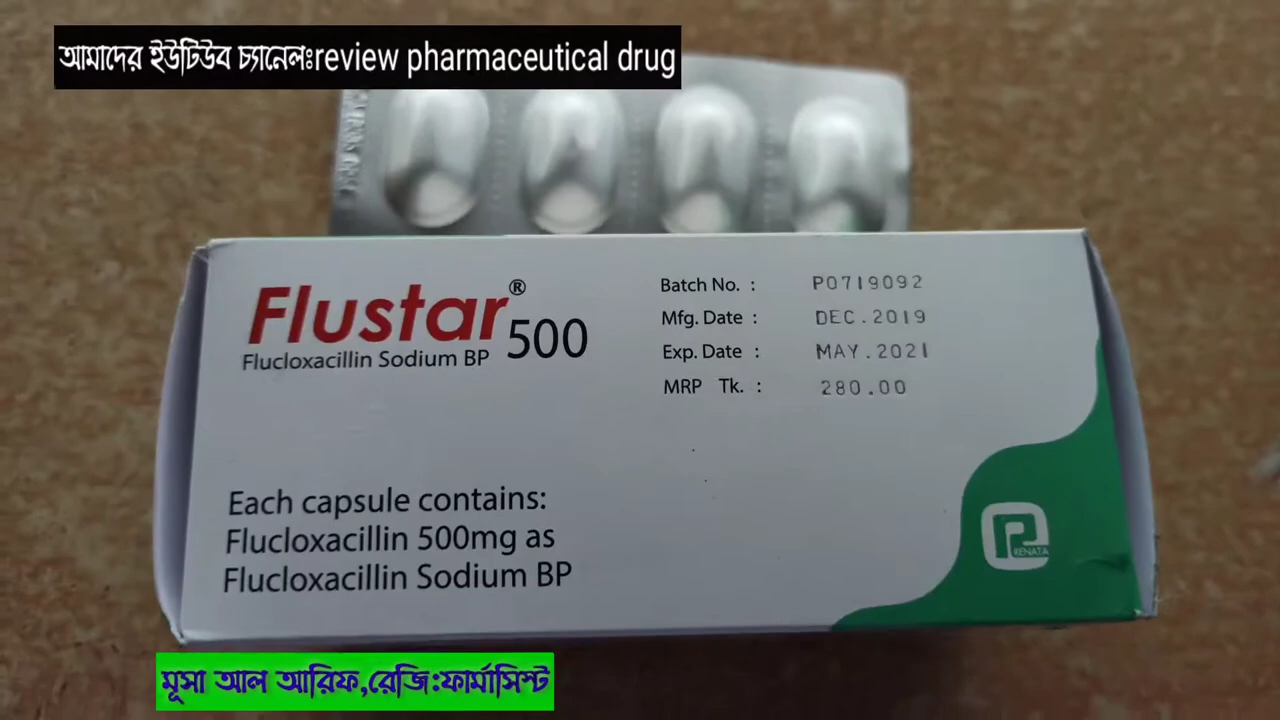 আমাদের ইউটিউব চ্যানেলঃreview pharmaceutical drug
Flustar® 500
Flucloxacillin Sodium BP
Batch No. : P0719092
Mfg. Date : DEC.2019
Exp. Date : MAY.2021
MRP Tk. : 280.00
Each capsule contains:
Flucloxacillin 500mg as
Flucloxacillin Sodium BP
RENATA
মূসা আল আরিফ,রেজি:ফার্মাসিস্ট